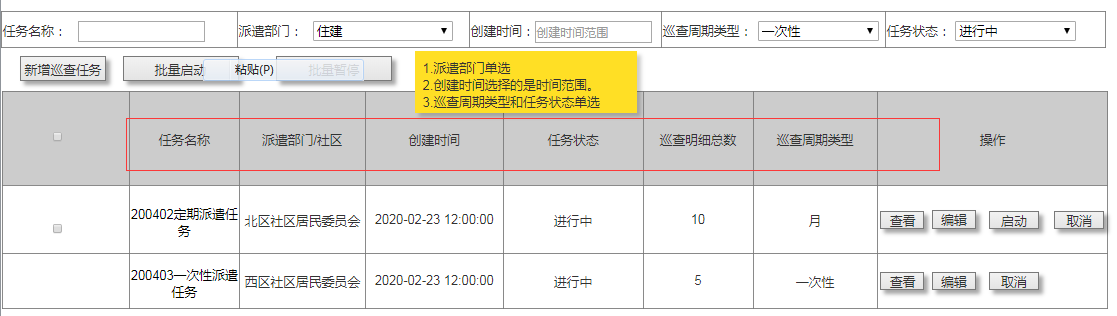 任务名称： 派遣部门： 住建 创建时间： 创建时间范围 巡查周期类型： 一次性 任务状态： 进行中
新增巡查任务 批量启动 粘贴(P) 批量暂停
1.派遣部门单选
2.创建时间选择的是时间范围。
3.巡查周期类型和任务状态单选
任务名称 派遣部门/社区 创建时间 任务状态 巡查明细总数 巡查周期类型 操作
200402定期派遣任
务
北区社区居民委员会 2020-02-23 12:00:00 进行中 10 月 查看 编辑 启动 取消
200403一次性派遣
任务
西区社区居民委员会 2020-02-23 12:00:00 进行中 5 一次性 查看 编辑 取消